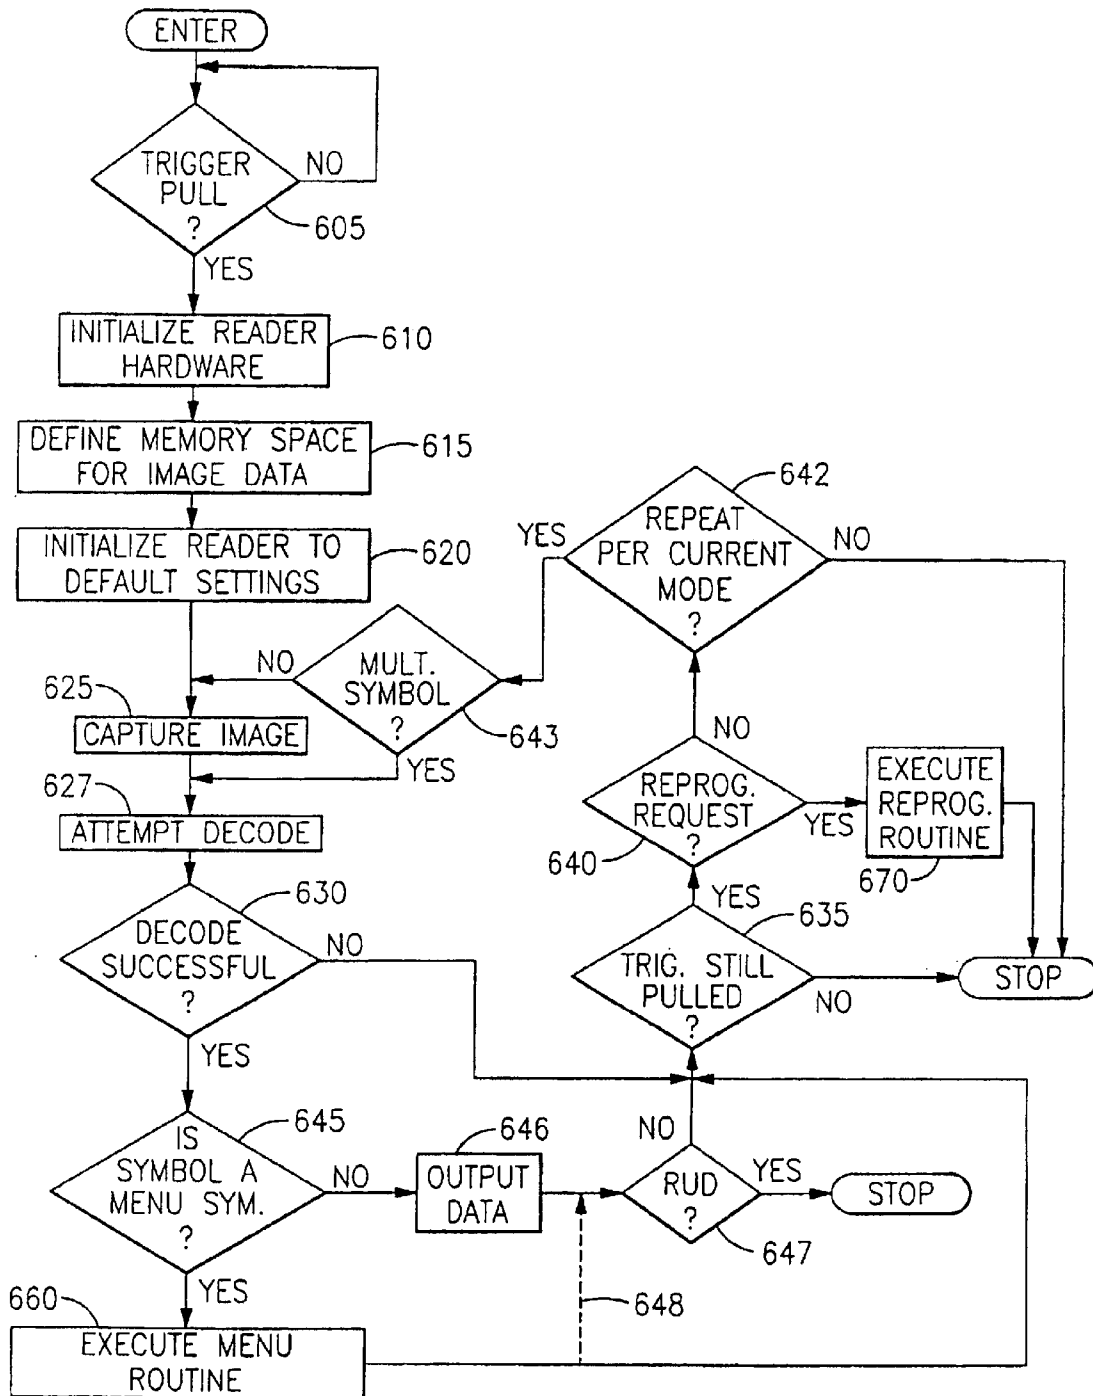 ENTER
TRIGGER
PULL
?
NO
605
YES
INITIALIZE READER
HARDWARE
610
DEFINE MEMORY SPACE
FOR IMAGE DATA
615
INITIALIZE READER TO
DEFAULT SETTINGS
620
642
REPEAT
PER CURRENT
MODE
?
YES
NO
MULT.
SYMBOL
?
NO
643
YES
625
CAPTURE IMAGE
627
ATTEMPT DECODE
NO
REPROG.
REQUEST
?
640
YES
EXECUTE
REPROG.
ROUTINE
670
630
DECODE
SUCCESSFUL
?
NO
YES
YES
635
TRIG. STILL
PULLED
?
NO
STOP
645
IS
SYMBOL A
MENU SYM.
?
NO
646
OUTPUT
DATA
NO
RUD
?
YES
647
STOP
YES
648
660
EXECUTE MENU
ROUTINE